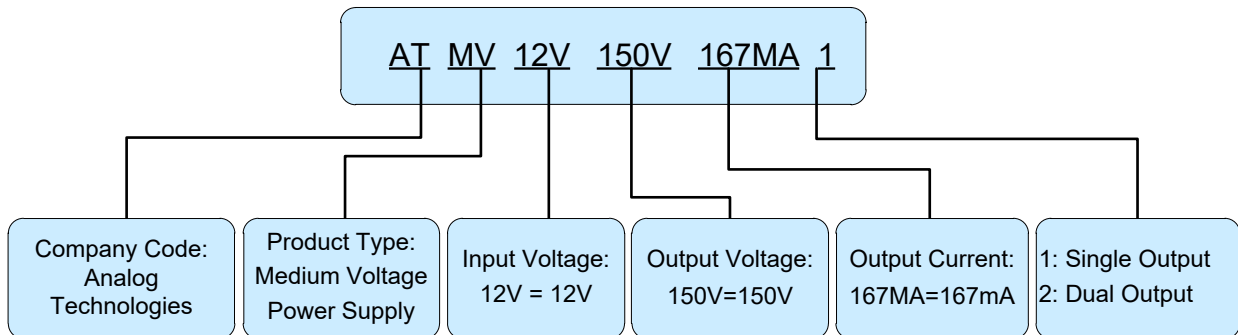 AT MV 12V 150V 167MA 1
Company Code:
Analog
Technologies
Product Type:
Medium Voltage
Power Supply
Input Voltage:
12V = 12V
Output Voltage:
150V=150V
Output Current:
167MA=167mA
1: Single Output
2: Dual Output